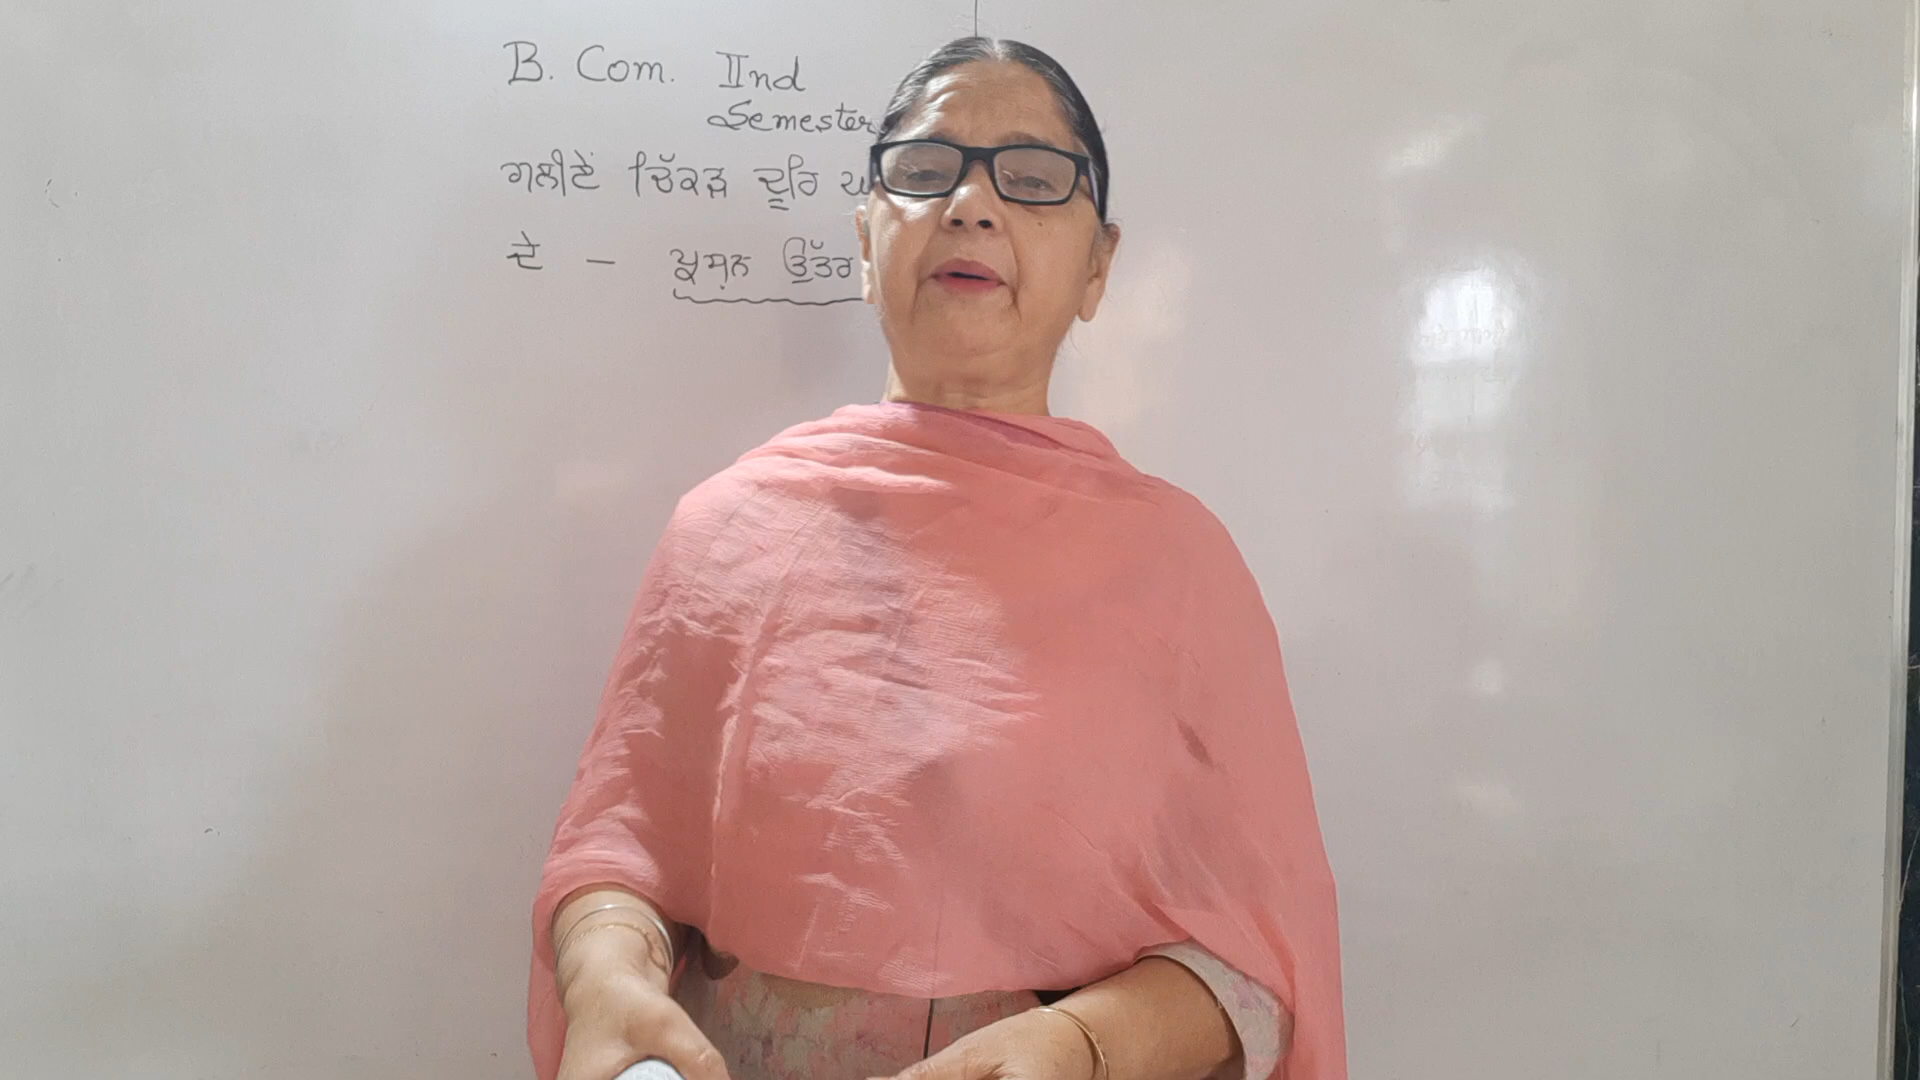 B. Com. IInd
Semester
ਗਲੀਏਂ ਚਿੱਕੜ ਦੂਰਿ
ਦੇ - ਪ੍ਰਸ਼ਨ ਉੱਤਰ